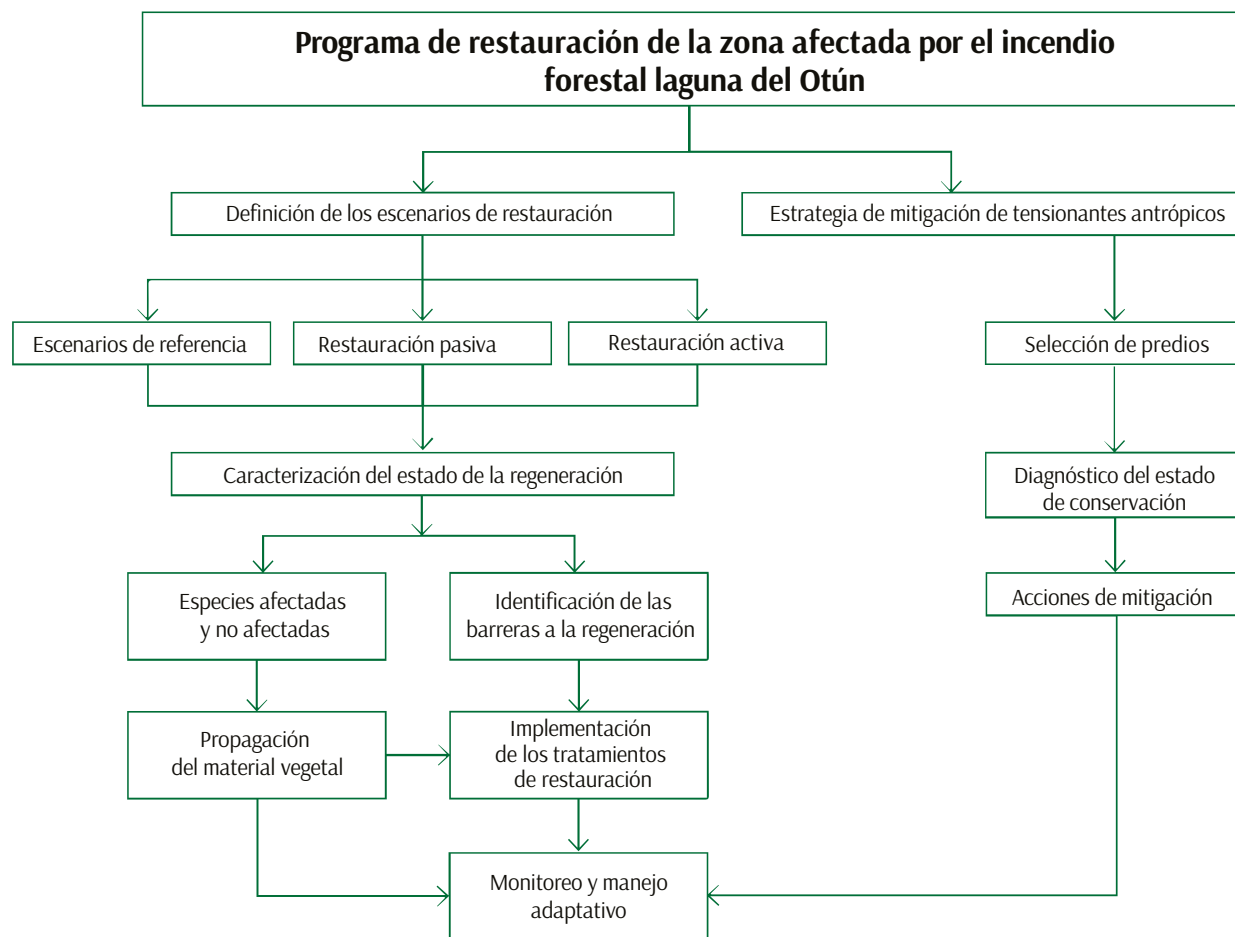 Programa de restauración de la zona afectada por el incendio
forestal laguna del Otún
Definición de los escenarios de restauración
Estrategia de mitigación de tensionantes antrópicos
Escenarios de referencia
Restauración pasiva
Restauración activa
Selección de predios
Caracterización del estado de la regeneración
Diagnóstico del estado
de conservación
Especies afectadas
y no afectadas
Identificación de las
barreras a la regeneración
Acciones de mitigación
Propagación
del material vegetal
Implementación
de los tratamientos
de restauración
Monitoreo y manejo
adaptativo